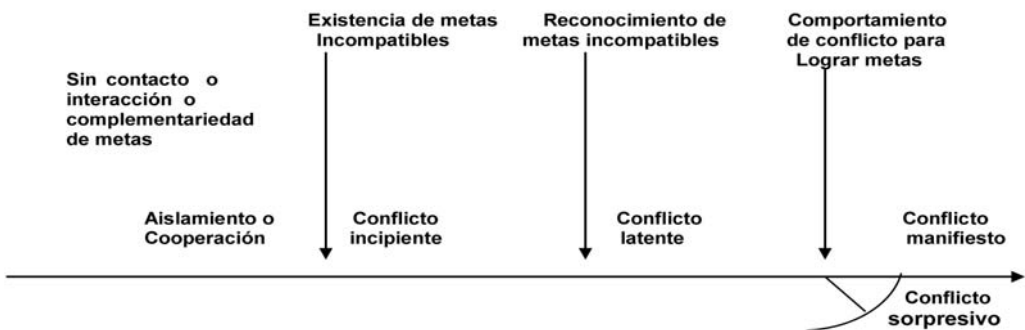 Existencia de metas
Incompatibles
Reconocimiento de
metas incompatibles
Comportamiento
de conflicto para
Lograr metas
Sin contacto o
interacción o
complementariedad
de metas
Aislamiento o
Cooperación
Conflicto
incipiente
Conflicto
latente
Conflicto
manifiesto
Conflicto
sorpresivo